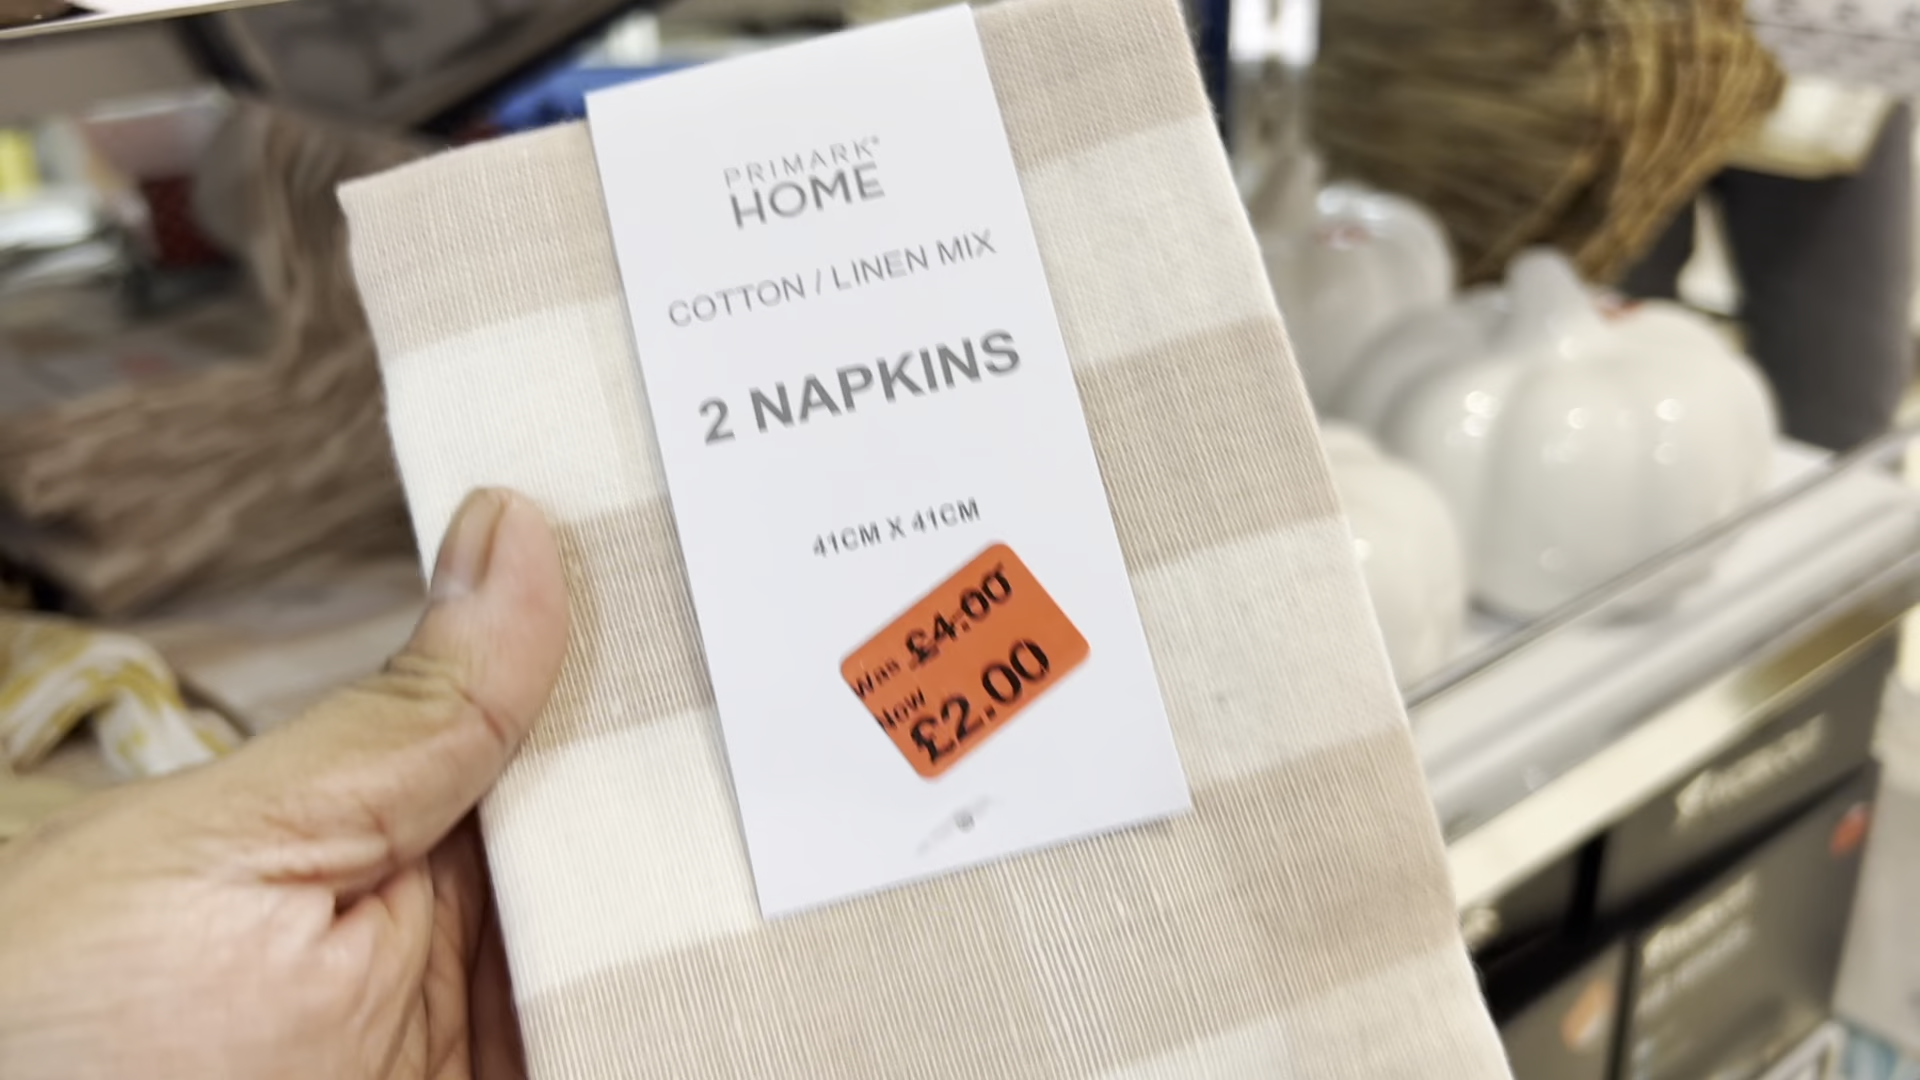 PRIMARK®
HOME
COTTON / LINEN MIX
2 NAPKINS
41CM X 41CM
Was £4.00
Now
£2.00